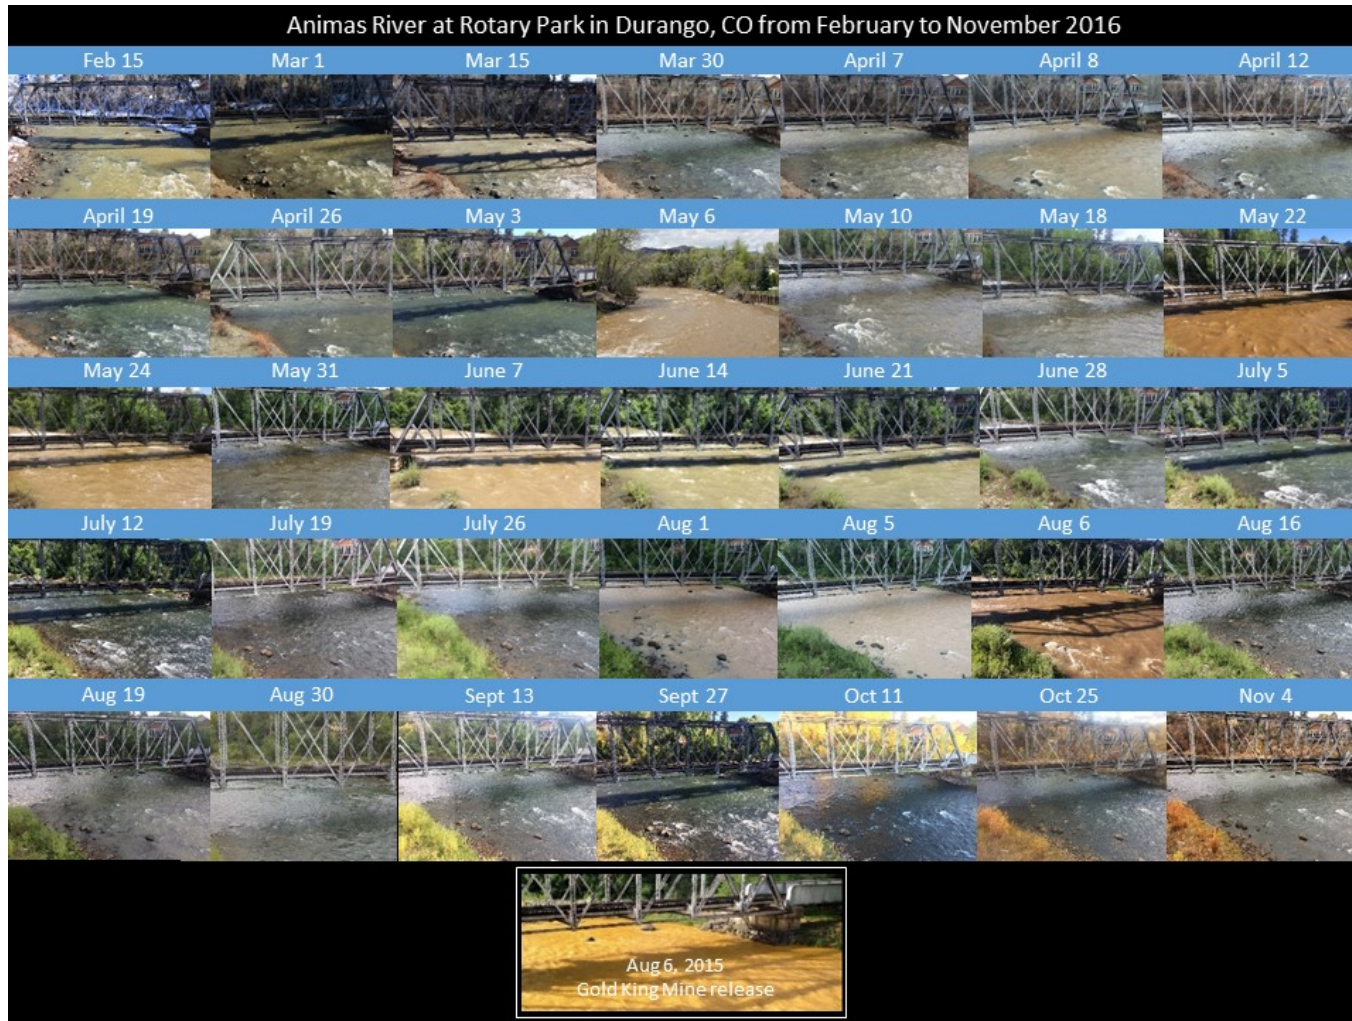 Animas River at Rotary Park in Durango, CO from February to November 2016
Feb 15 Mar 1 Mar 15 Mar 30 April 7 April 8 April 12
April 19 April 26 May 3 May 6 May 10 May 18 May 22
May 24 May 31 June 7 June 14 June 21 June 28 July 5
July 12 July 19 July 26 Aug 1 Aug 5 Aug 6 Aug 16
Aug 19 Aug 30 Sept 13 Sept 27 Oct 11 Oct 25 Nov 4
Aug 6, 2015
Gold King Mine release